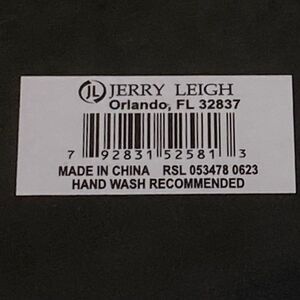 JL JERRY LEIGH
Orlando, FL 32837
7 92831 52581 3
MADE IN CHINA RSL 053478 0623
HAND WASH RECOMMENDED